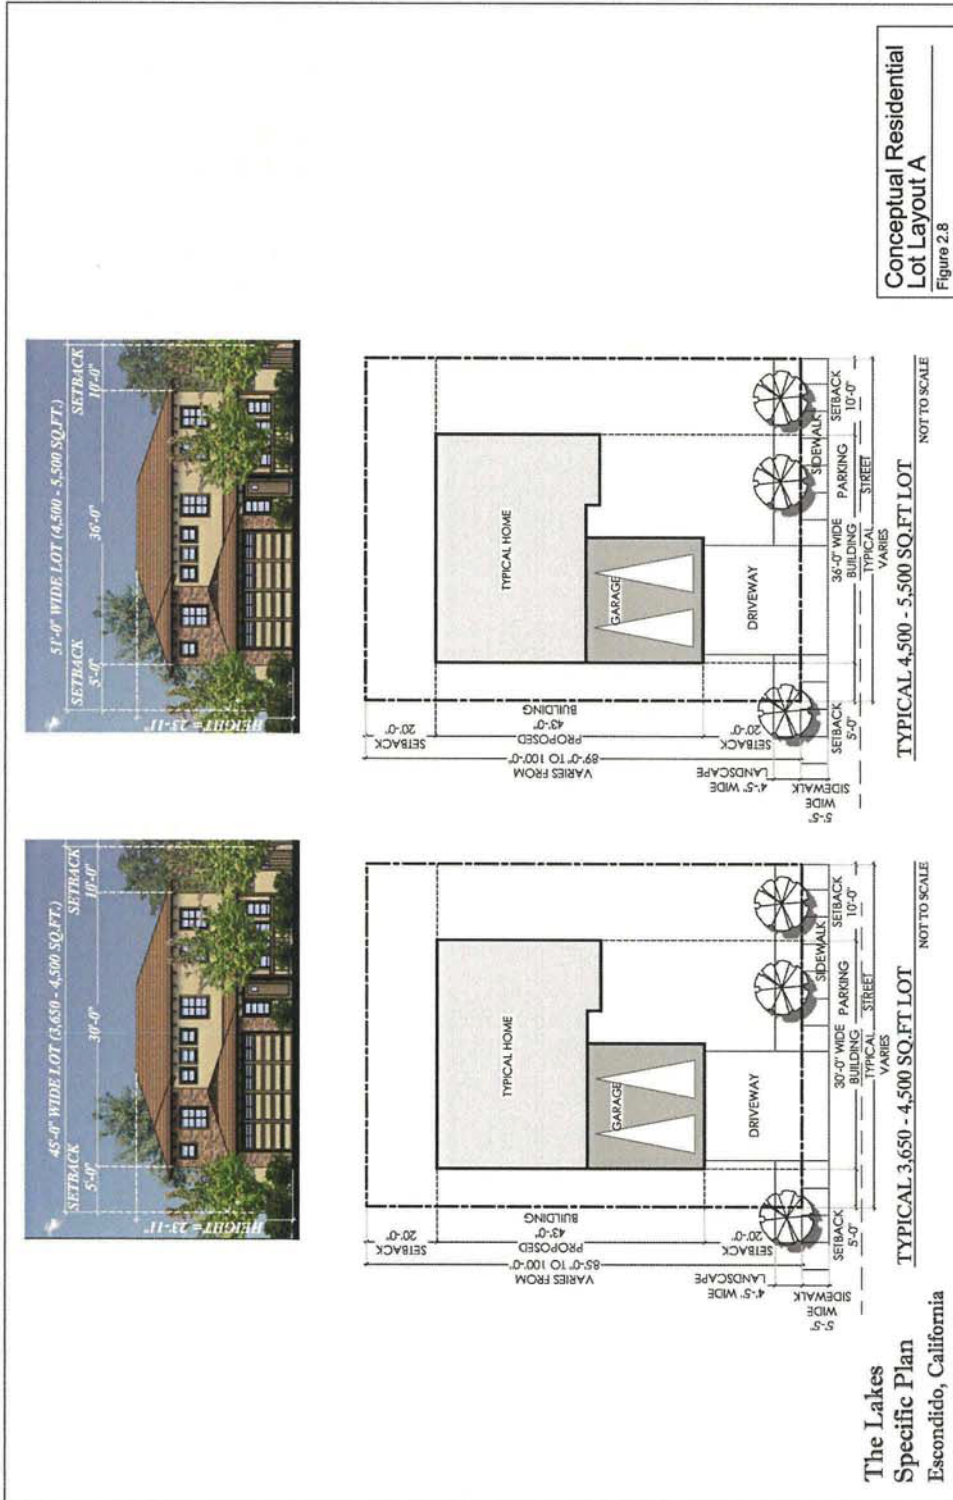 45'-0" WIDE LOT (3,650 - 4,500 SQ.FT.)
SETBACK
5'-0"
30'-0"
SETBACK
10'-0"
HEIGHT = 23'-11"
51'-0" WIDE LOT (4,500 - 5,500 SQ.FT.)
SETBACK
5'-0"
36'-0"
SETBACK
10'-0"
HEIGHT = 23'-11"
SETBACK
20'-0"
PROPOSED
43'-0"
BUILDING
SETBACK
20'-0"
VARIES FROM
85'-0" TO 100'-0"
4'-5" WIDE
LANDSCAPE
5'-5"
WIDE
SIDEWALK
TYPICAL HOME
GARAGE
DRIVEWAY
SIDEWALK
SETBACK
5'-0"
30'-0" WIDE
BUILDING
PARKING
SETBACK
10'-0"
TYPICAL
VARIES
STREET
TYPICAL 3,650 - 4,500 SQ.FT LOT
NOT TO SCALE
SETBACK
20'-0"
PROPOSED
43'-0"
BUILDING
SETBACK
20'-0"
VARIES FROM
89'-0" TO 100'-0"
4'-5" WIDE
LANDSCAPE
5'-5"
WIDE
SIDEWALK
TYPICAL HOME
GARAGE
DRIVEWAY
SIDEWALK
SETBACK
5'-0"
36'-0" WIDE
BUILDING
PARKING
SETBACK
10'-0"
TYPICAL
VARIES
STREET
TYPICAL 4,500 - 5,500 SQ.FT LOT
NOT TO SCALE
The Lakes
Specific Plan
Escondido, California
Conceptual Residential
Lot Layout A
Figure 2.8